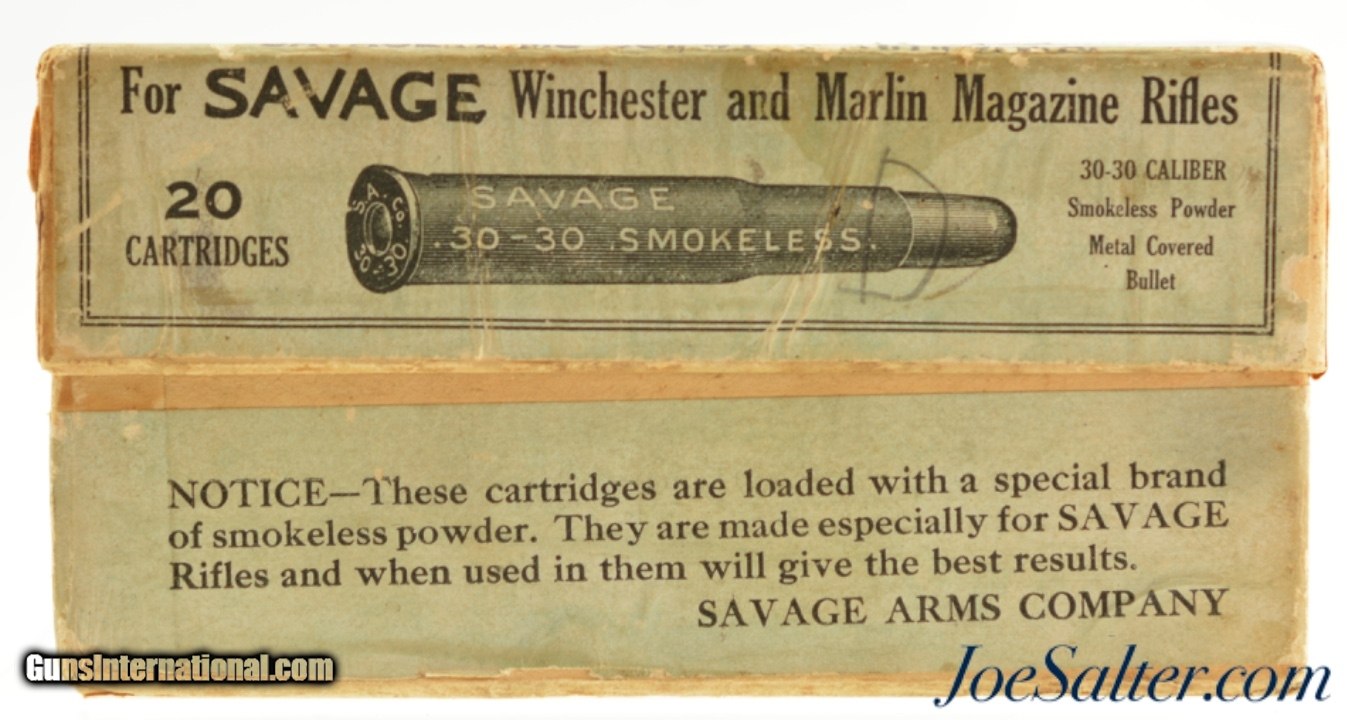 For SAVAGE Winchester and Marlin Magazine Rifles
20
CARTRIDGES
S.A.Co.
30-30
SAVAGE
.30-30 SMOKELESS.
30-30 CALIBER
Smokeless Powder
Metal Covered
Bullet
NOTICE—These cartridges are loaded with a special brand
of smokeless powder. They are made especially for SAVAGE
Rifles and when used in them will give the best results.
SAVAGE ARMS COMPANY
GunsInternational.com
JoeSalter.com